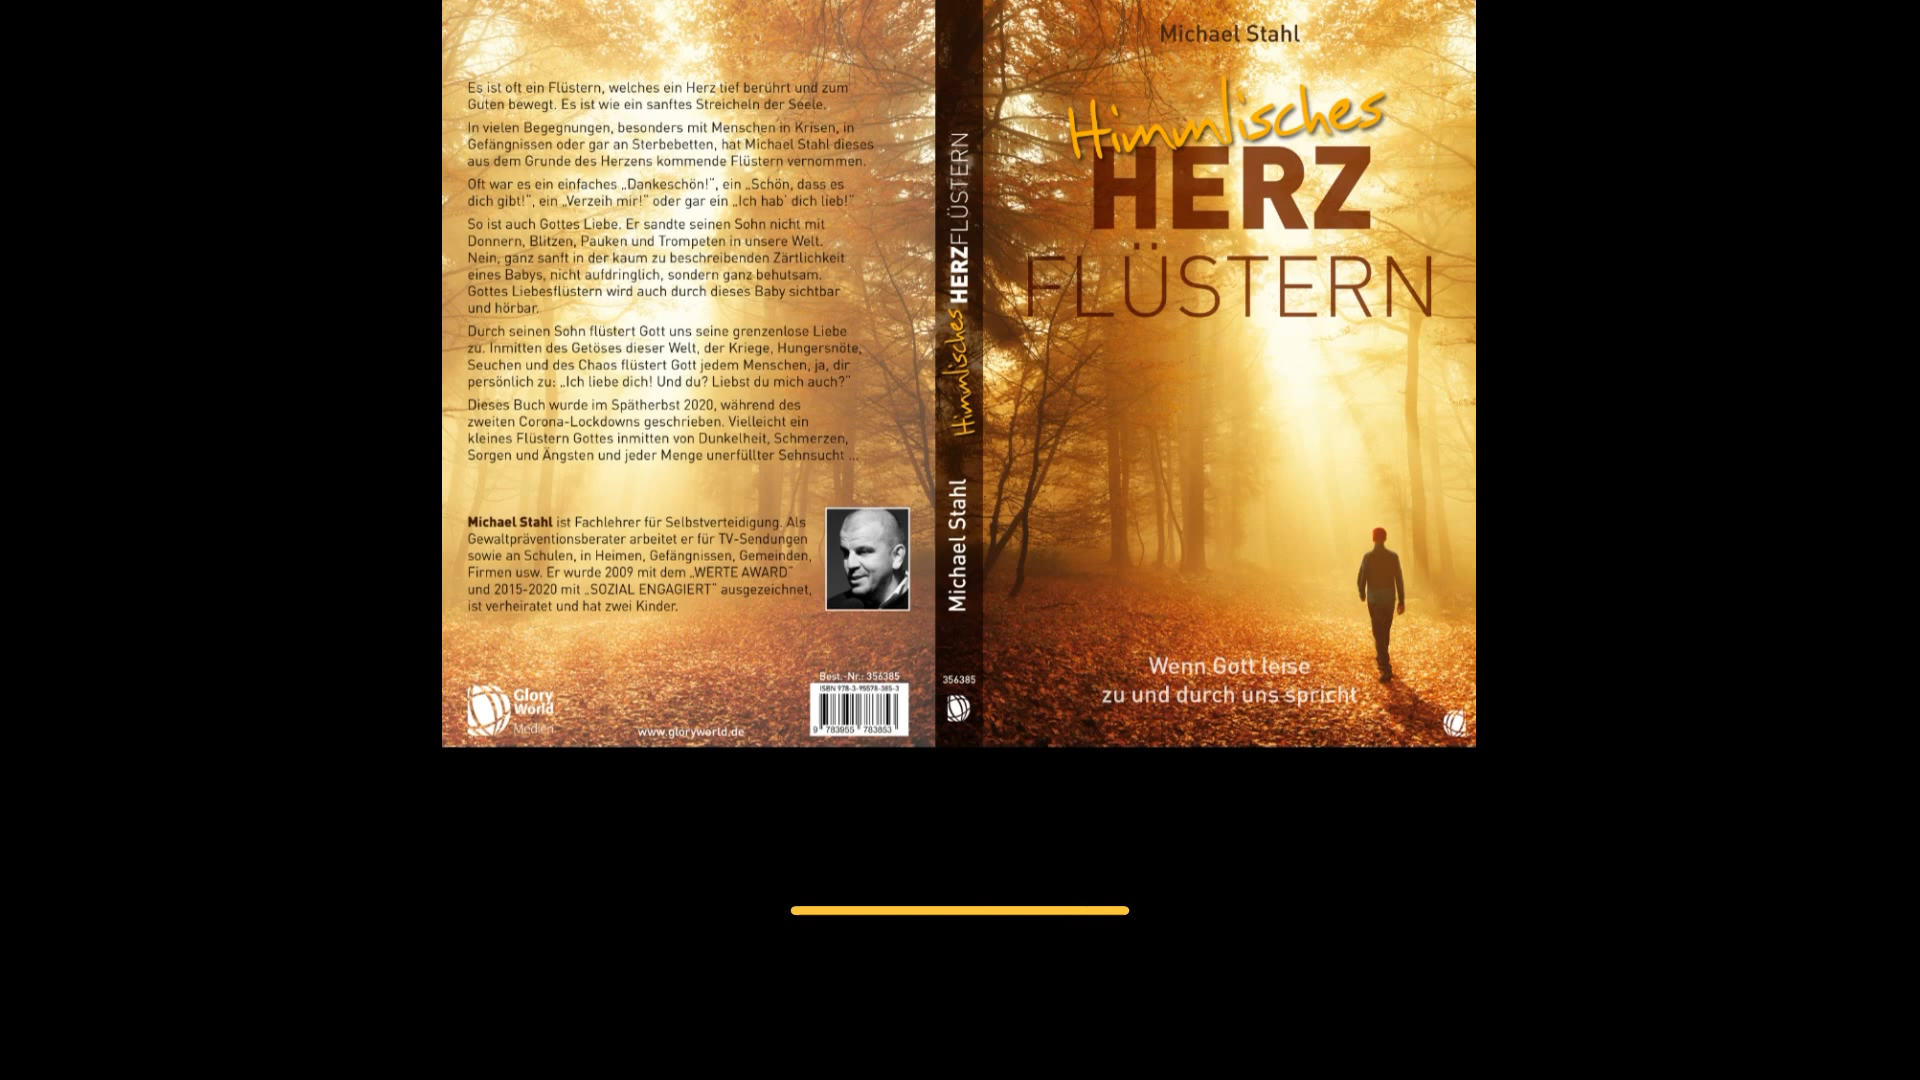 Es ist oft ein Flüstern, welches ein Herz tief berührt und zum
Guten bewegt. Es ist wie ein sanftes Streicheln der Seele.
In vielen Begegnungen, besonders mit Menschen in Krisen, in
Gefängnissen oder gar an Sterbebetten, hat Michael Stahl dieses
aus dem Grunde des Herzens kommende Flüstern vernommen.
Oft war es ein einfaches „Dankeschön!“, ein „Schön, dass es
dich gibt!“, ein „Verzeih mir!“ oder gar ein „Ich hab’ dich lieb!“
So ist auch Gottes Liebe. Er sandte seinen Sohn nicht mit
Donnern, Blitzen, Pauken und Trompeten in unsere Welt.
Nein, ganz sanft in der kaum zu beschreibenden Zärtlichkeit
eines Babys, nicht aufdringlich, sondern ganz behutsam.
Gottes Liebesflüstern wird auch durch dieses Baby sichtbar
und hörbar.
Durch seinen Sohn flüstert Gott uns seine grenzenlose Liebe
zu. Inmitten des Getöses dieser Welt, der Kriege, Hungersnöte,
Seuchen und des Chaos flüstert Gott jedem Menschen, ja, dir
persönlich zu: „Ich liebe dich! Und du? Liebst du mich auch?“
Dieses Buch wurde im Spätherbst 2020, während des
zweiten Corona-Lockdowns geschrieben. Vielleicht ein
kleines Flüstern Gottes inmitten von Dunkelheit, Schmerzen,
Sorgen und Ängsten und jeder Menge unerfüllter Sehnsucht ...
Michael Stahl ist Fachlehrer für Selbstverteidigung. Als
Gewaltpräventionsberater arbeitet er für TV-Sendungen
sowie an Schulen, in Heimen, Gefängnissen, Gemeinden,
Firmen usw. Er wurde 2009 mit dem „WERTE AWARD“
und 2015-2020 mit „SOZIAL ENGAGIERT“ ausgezeichnet,
ist verheiratet und hat zwei Kinder.
Glory
World
Medien
www.gloryworld.de
Best.-Nr.: 356385
ISBN 978-3-95578-385-3
9 783955 783853
Himmlisches HERZFLÜSTERN
Michael Stahl
356385
Michael Stahl
Himmlisches
HERZ
FLÜSTERN
Wenn Gott leise
zu und durch uns spricht